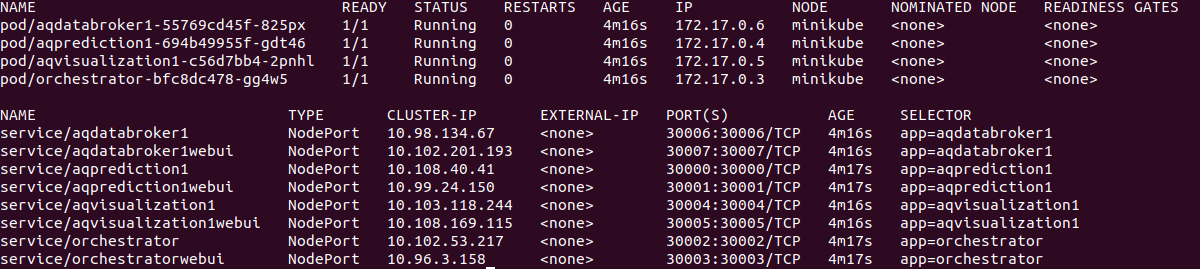 NAME READY STATUS RESTARTS AGE IP NODE NOMINATED NODE READINESS GATES
pod/aqdatabroker1-55769cd45f-825px 1/1 Running 0 4m16s 172.17.0.6 minikube <none> <none>
pod/aqprediction1-694b49955f-gdt46 1/1 Running 0 4m16s 172.17.0.4 minikube <none> <none>
pod/aqvisualization1-c56d7bb4-2pnhl 1/1 Running 0 4m16s 172.17.0.5 minikube <none> <none>
pod/orchestrator-bfc8dc478-gg4w5 1/1 Running 0 4m16s 172.17.0.3 minikube <none> <none>
NAME TYPE CLUSTER-IP EXTERNAL-IP PORT(S) AGE SELECTOR
service/aqdatabroker1 NodePort 10.98.134.67 <none> 30006:30006/TCP 4m16s app=aqdatabroker1
service/aqdatabroker1webui NodePort 10.102.201.193 <none> 30007:30007/TCP 4m16s app=aqdatabroker1
service/aqprediction1 NodePort 10.108.40.41 <none> 30000:30000/TCP 4m17s app=aqprediction1
service/aqprediction1webui NodePort 10.99.24.150 <none> 30001:30001/TCP 4m17s app=aqprediction1
service/aqvisualization1 NodePort 10.103.118.244 <none> 30004:30004/TCP 4m16s app=aqvisualization1
service/aqvisualization1webui NodePort 10.108.169.115 <none> 30005:30005/TCP 4m16s app=aqvisualization1
service/orchestrator NodePort 10.102.53.217 <none> 30002:30002/TCP 4m17s app=orchestrator
service/orchestratorwebui NodePort 10.96.3.158 <none> 30003:30003/TCP 4m17s app=orchestrator